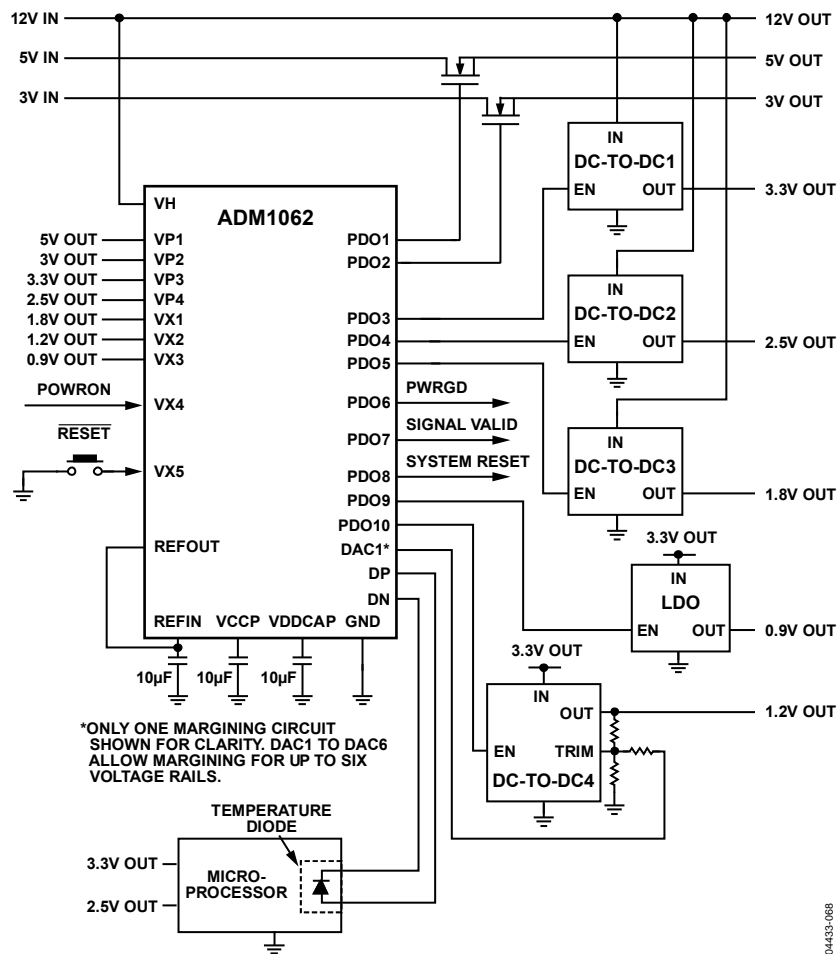 12V IN
12V OUT
5V IN
5V OUT
3V IN
3V OUT
IN
DC-TO-DC1
EN OUT
3.3V OUT
VH
ADM1062
5V OUT
VP1
PDO1
3V OUT
VP2
PDO2
3.3V OUT
VP3
2.5V OUT
VP4
1.8V OUT
VX1
PDO3
1.2V OUT
VX2
PDO4
0.9V OUT
VX3
PDO5
IN
DC-TO-DC2
EN OUT
2.5V OUT
POWRON
VX4
PDO6
PWRGD
PDO7
SIGNAL VALID
RESET
VX5
PDO8
SYSTEM RESET
IN
DC-TO-DC3
EN OUT
1.8V OUT
PDO9
PDO10
REFOUT
DAC1*
DP
DN
3.3V OUT
IN
LDO
EN OUT
0.9V OUT
REFIN VCCP VDDCAP GND
10µF 10µF 10µF
3.3V OUT
IN
OUT
1.2V OUT
EN TRIM
DC-TO-DC4
*ONLY ONE MARGINING CIRCUIT
SHOWN FOR CLARITY. DAC1 TO DAC6
ALLOW MARGINING FOR UP TO SIX
VOLTAGE RAILS.
TEMPERATURE
DIODE
3.3V OUT
MICRO-
PROCESSOR
2.5V OUT
04433-068